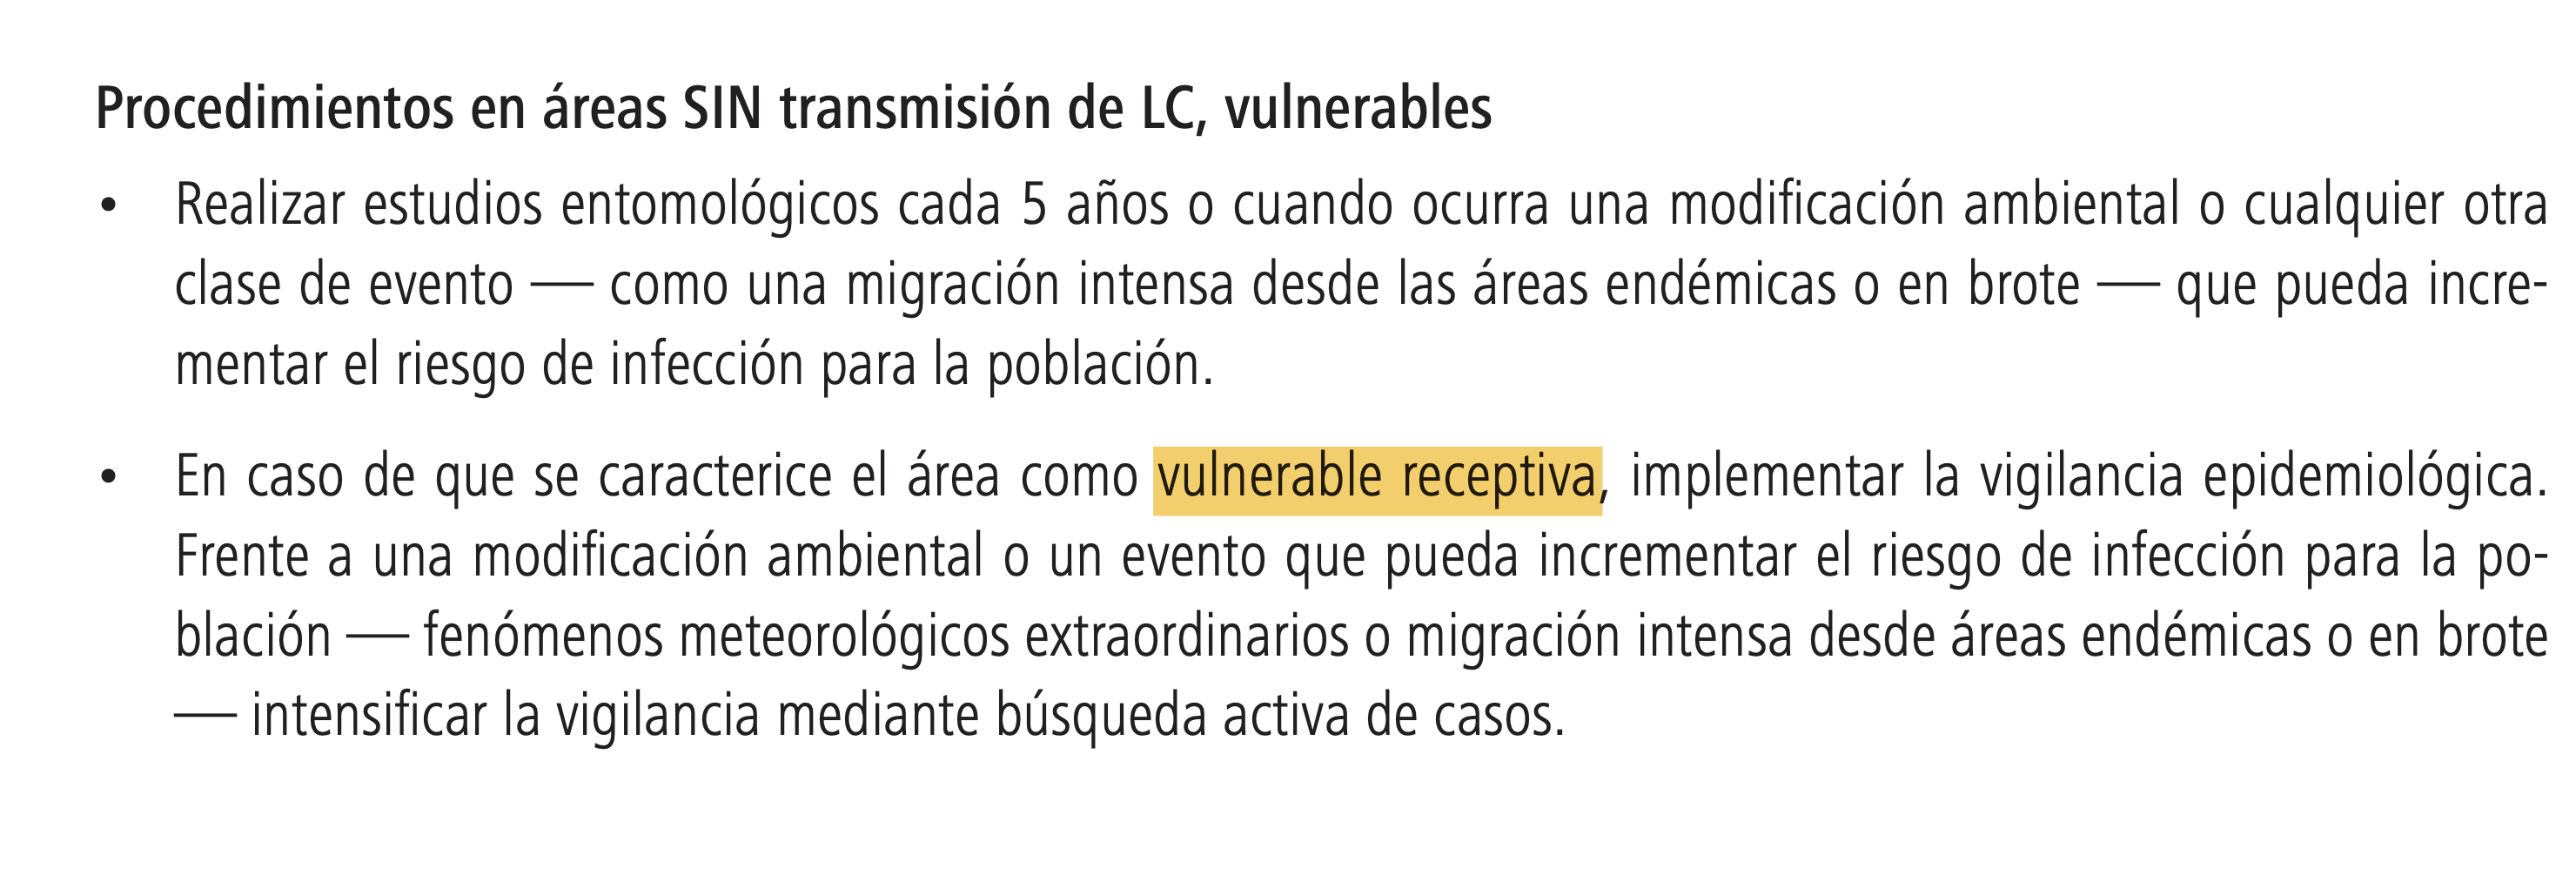 Procedimientos en áreas SIN transmisión de LC, vulnerables
• Realizar estudios entomológicos cada 5 años o cuando ocurra una modificación ambiental o cualquier otra
clase de evento — como una migración intensa desde las áreas endémicas o en brote — que pueda incre-
mentar el riesgo de infección para la población.
• En caso de que se caracterice el área como vulnerable receptiva, implementar la vigilancia epidemiológica.
Frente a una modificación ambiental o un evento que pueda incrementar el riesgo de infección para la po-
blación — fenómenos meteorológicos extraordinarios o migración intensa desde áreas endémicas o en brote
— intensificar la vigilancia mediante búsqueda activa de casos.